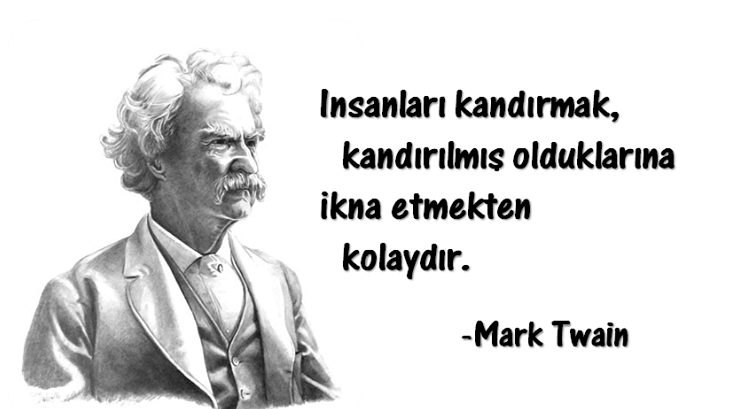 Insanları kandırmak,
kandırılmış olduklarına
ikna etmekten
kolaydır.
-Mark Twain